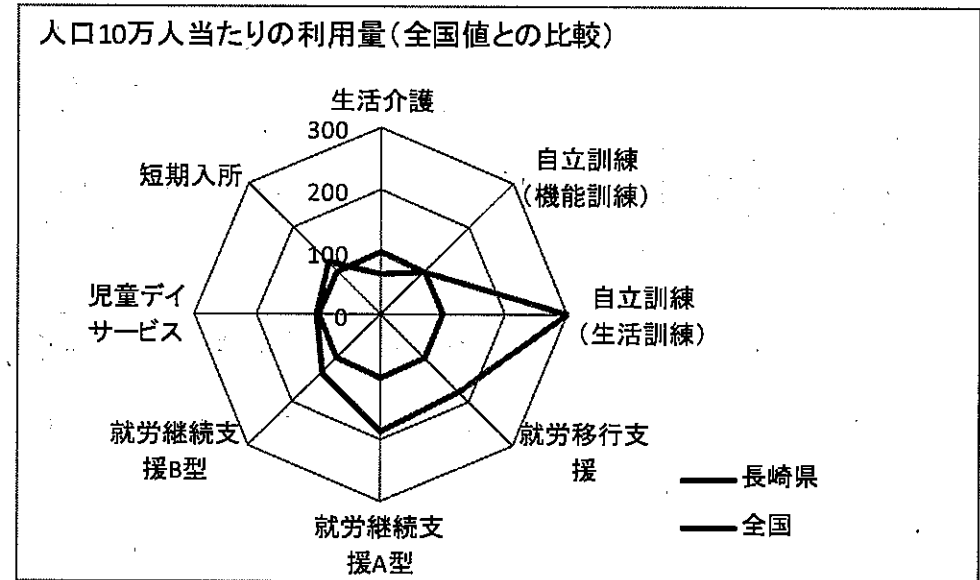 人口10万人当たりの利用量(全国値との比較)
生活介護
300
200
100
0
自立訓練
(機能訓練)
自立訓練
(生活訓練)
就労移行支
援
就労継続支
援A型
就労継続支
援B型
児童デイ
サービス
短期入所
長崎県
全国